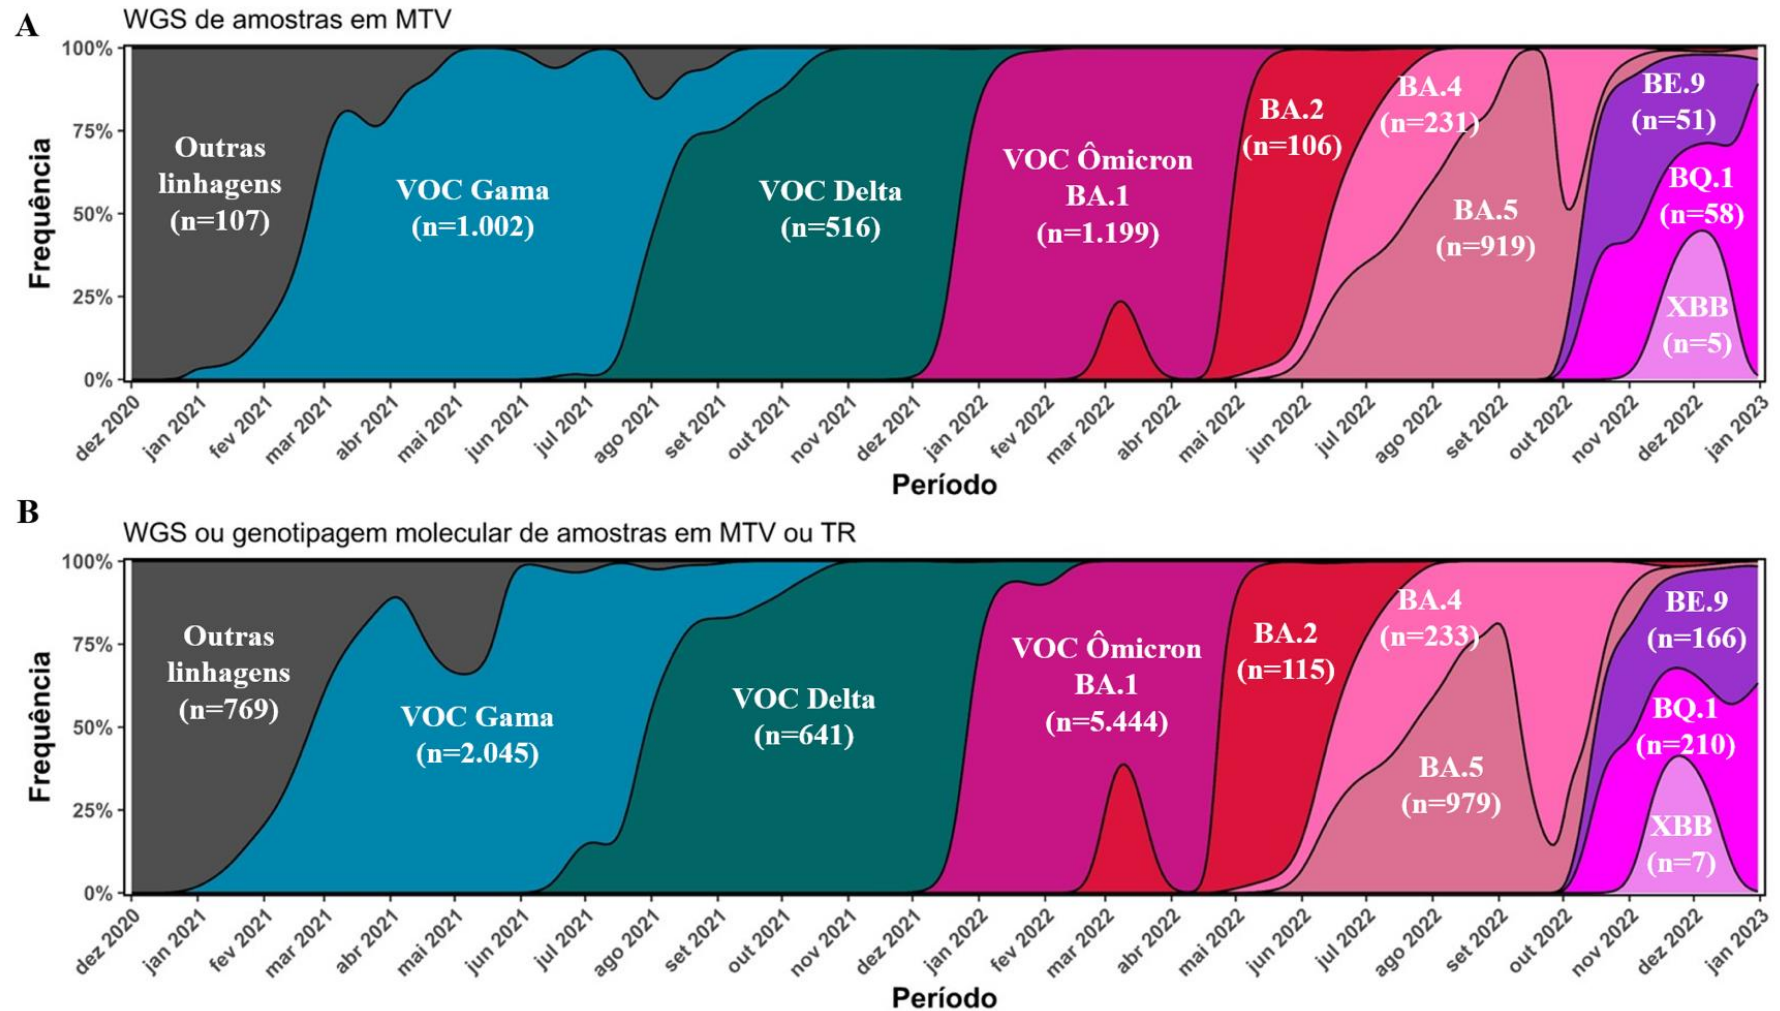 A
WGS de amostras em MTV
Frequência
100%
75%
50%
25%
0%
Outras
linhagens
(n=107)
VOC Gama
(n=1.002)
VOC Delta
(n=516)
VOC Ômicron
BA.1
(n=1.199)
BA.2
(n=106)
BA.4
(n=231)
BA.5
(n=919)
BE.9
(n=51)
BQ.1
(n=58)
XBB
(n=5)
dez 2020
jan 2021
fev 2021
mar 2021
abr 2021
mai 2021
jun 2021
jul 2021
ago 2021
set 2021
out 2021
nov 2021
dez 2021
jan 2022
fev 2022
mar 2022
abr 2022
mai 2022
jun 2022
jul 2022
ago 2022
set 2022
out 2022
nov 2022
dez 2022
jan 2023
Período
B
WGS ou genotipagem molecular de amostras em MTV ou TR
Frequência
100%
75%
50%
25%
0%
Outras
linhagens
(n=769)
VOC Gama
(n=2.045)
VOC Delta
(n=641)
VOC Ômicron
BA.1
(n=5.444)
BA.2
(n=115)
BA.4
(n=233)
BA.5
(n=979)
BE.9
(n=166)
BQ.1
(n=210)
XBB
(n=7)
dez 2020
jan 2021
fev 2021
mar 2021
abr 2021
mai 2021
jun 2021
jul 2021
ago 2021
set 2021
out 2021
nov 2021
dez 2021
jan 2022
fev 2022
mar 2022
abr 2022
mai 2022
jun 2022
jul 2022
ago 2022
set 2022
out 2022
nov 2022
dez 2022
jan 2023
Período